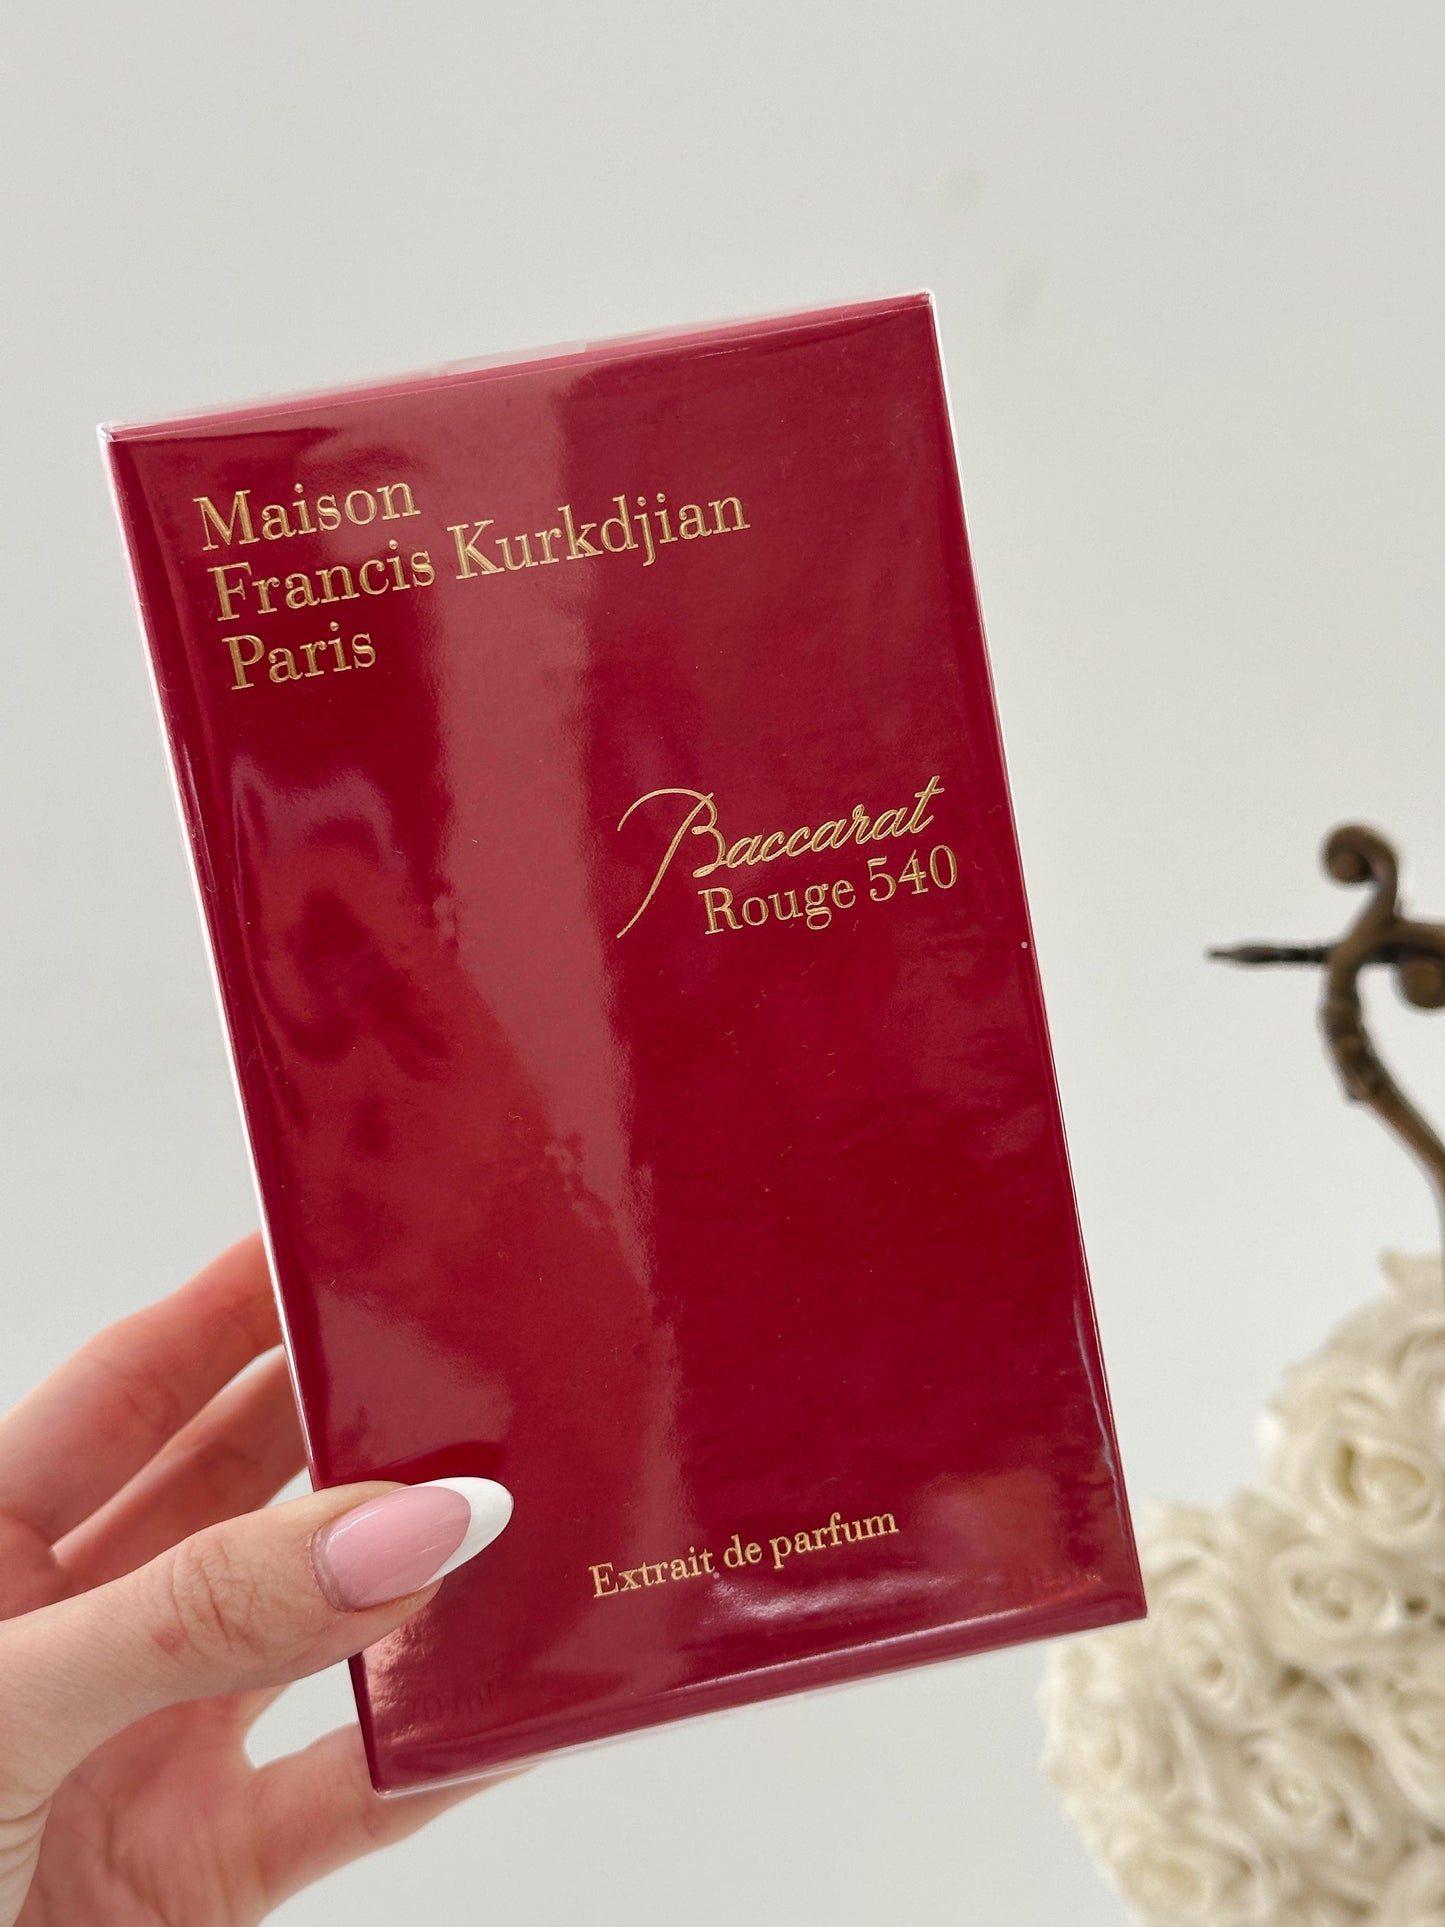 Maison
Francis Kurkdjian
Paris
Baccarat
Rouge 540
Extrait de parfum